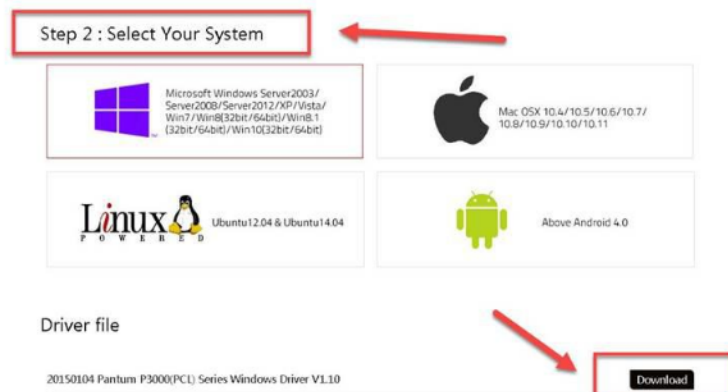 Step 2 : Select Your System
Microsoft Windows Server2003/
Server2008/Server2012/XP/Vista/
Win7/Win8(32bit/64bit)/Win8.1
(32bit/64bit)/Win10(32bit/64bit)
Mac OSX 10.4/10.5/10.6/10.7/
10.8/10.9/10.10/10.11
Linux
POWERED
Ubuntu12.04 & Ubuntu14.04
Above Android 4.0
Driver file
20150104 Pantum P3000(PCL) Series Windows Driver V1.10
Download